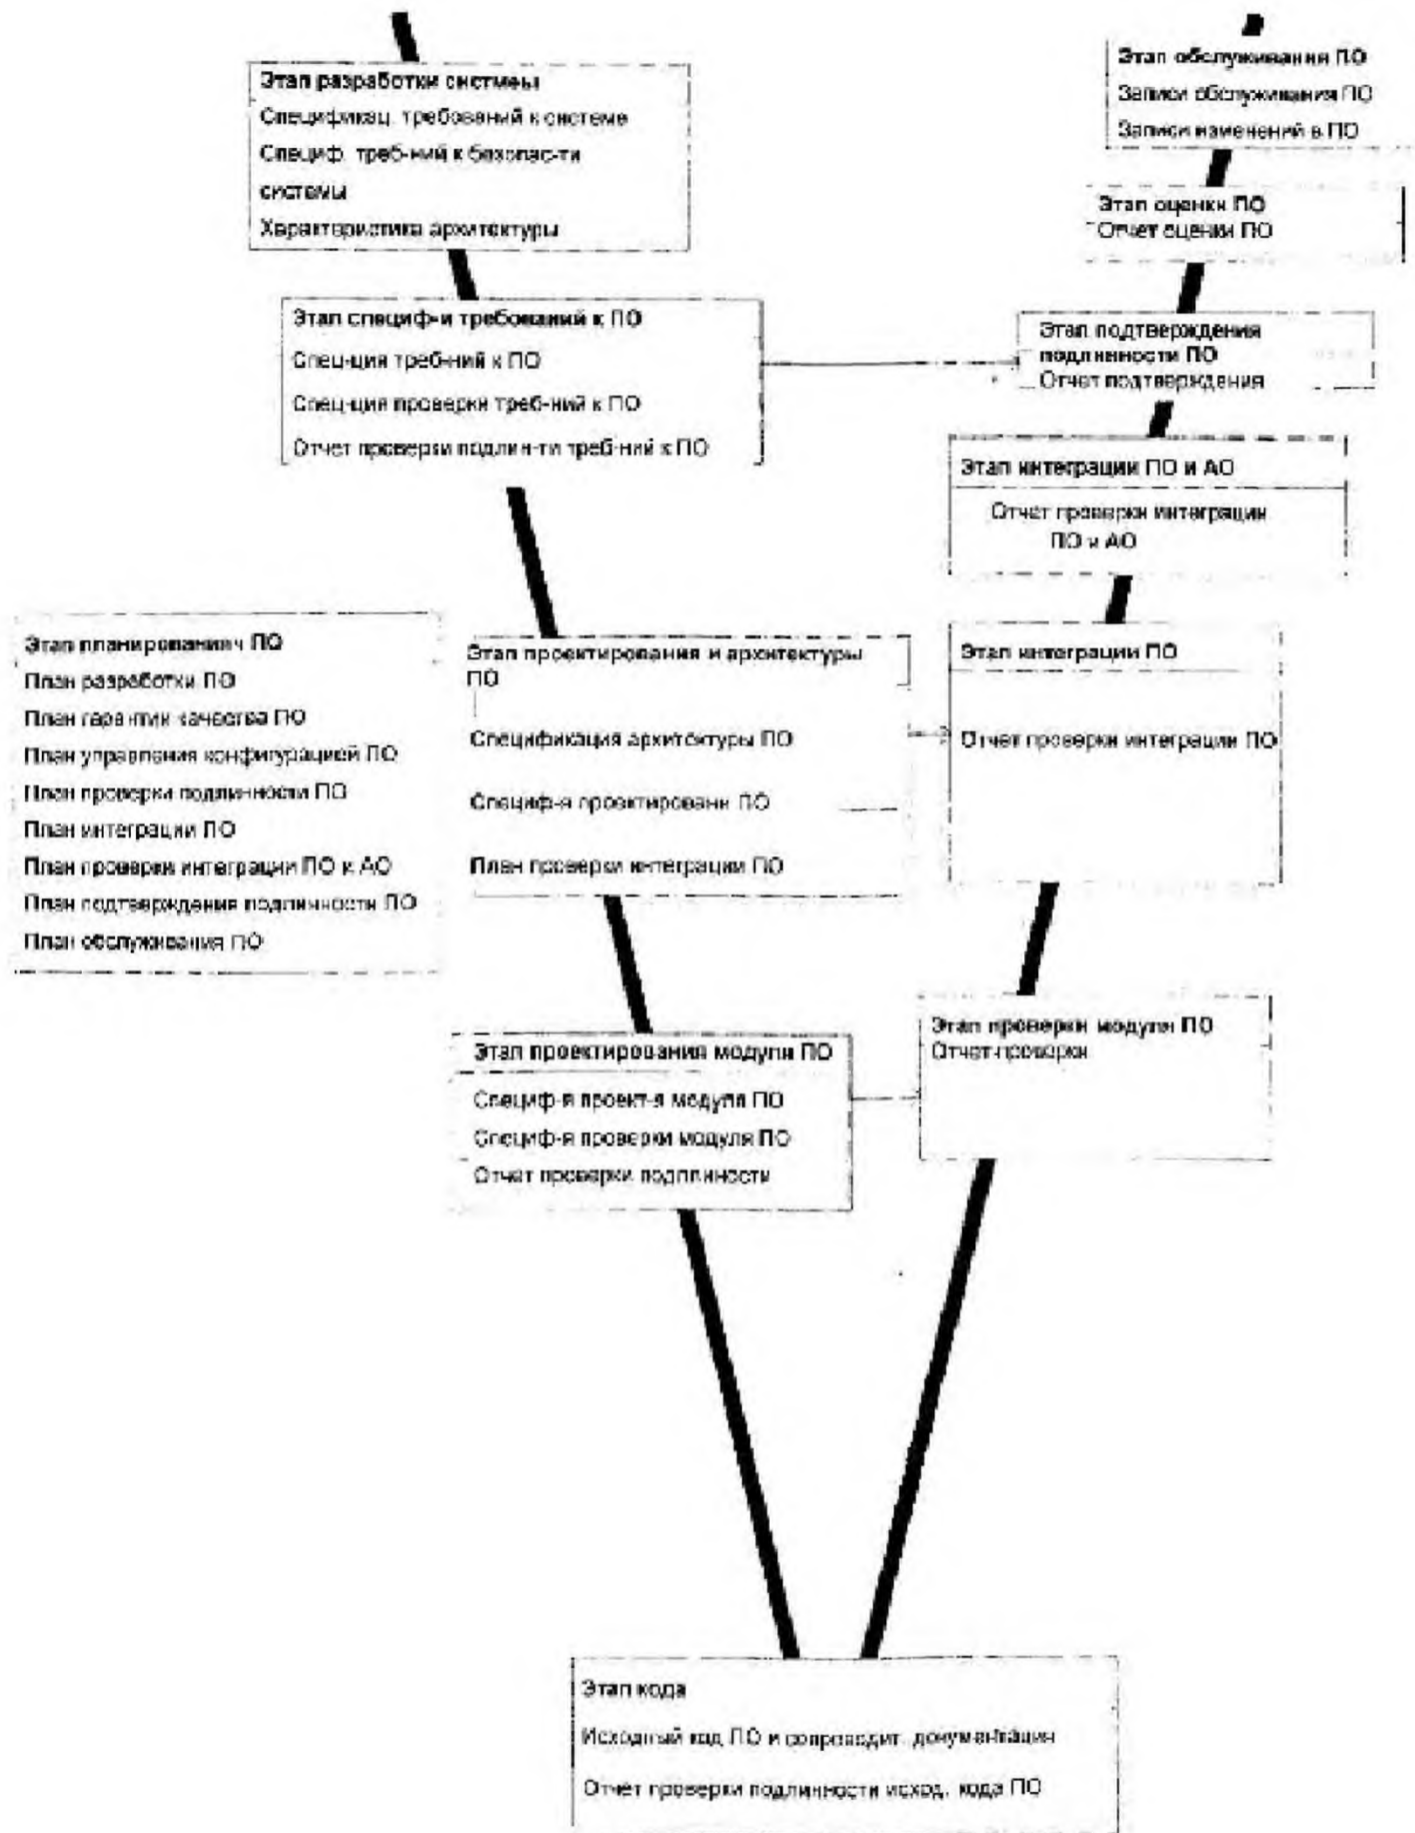 Этап разработки систмеы
Спецификац. требований к системе
Специф. треб-ний к безопас-ти
системы
Характеристика архитектуры
Этап обслуживания ПО
Записи обслуживания ПО
Записи изменений в ПО
Этап оценки ПО
Отчет оценки ПО
Этап специф-и требований к ПО
Спец-ция треб-ний к ПО
Спец-ция проверки треб-ний к ПО
Отчет проверки подлин-ти треб-ний к ПО
Этап подтверждения
подлинности ПО
Отчет подтверждения
Этап интеграции ПО и АО
Отчет проверки интеграции
ПО и АО
Этап планированияч ПО
План разработки ПО
План гарантии качества ПО
План управления конфигурацией ПО
План проверки подлинности ПО
План интеграции ПО
План проверки интеграции ПО к АО
План подтверждения подличности ПО
План обслуживания ПО
Этап проектирования и архитектуры
ПО
Спецификация архитектуры ПО
Специф-я проектировани ПО
План проверки интеграции ПО
Этап интеграции ПО
Отчет проверки интеграции ПО
Этап проектирования модуля ПО
Специф-я проект-я модуля ПО
Специф-я проверки модуля ПО
Отчет проверки подплинности
Этап проверки модуля ПО
Отчет проверки
Этап кода
Исходный код ПО и сопроводит. документация
Отчет проверки подлинности исход. кода ПО